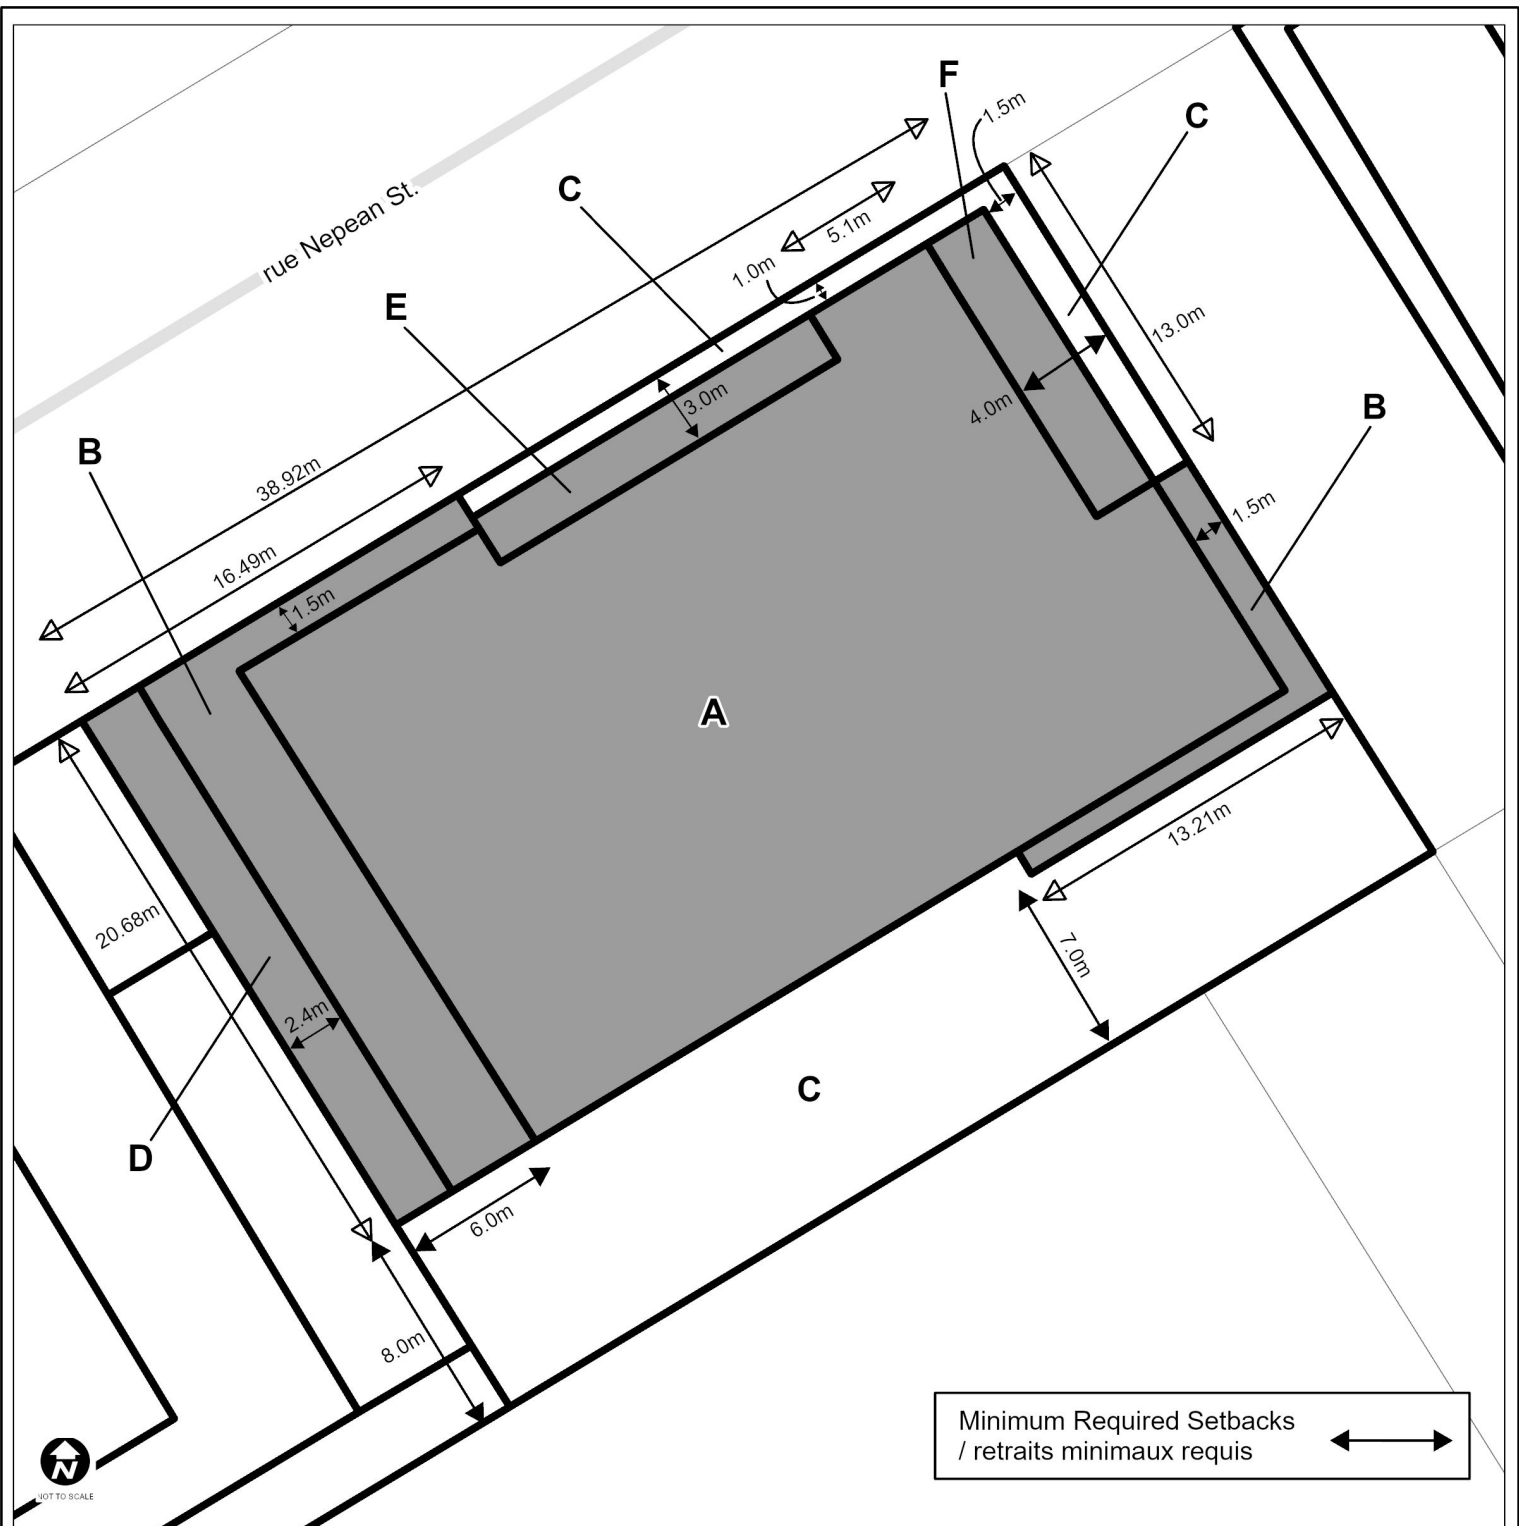 F
1.5m
C
C
5.1m
rue Nepean St.
1.0m
E
13.0m
3.0m
4.0m
B
B
38.92m
1.5m
16.49m
1.5m
A
13.21m
20.68m
7.0m
2.4m
C
D
6.0m
8.0m
Minimum Required Setbacks
/ retraits minimaux requis
N
NOT TO SCALE